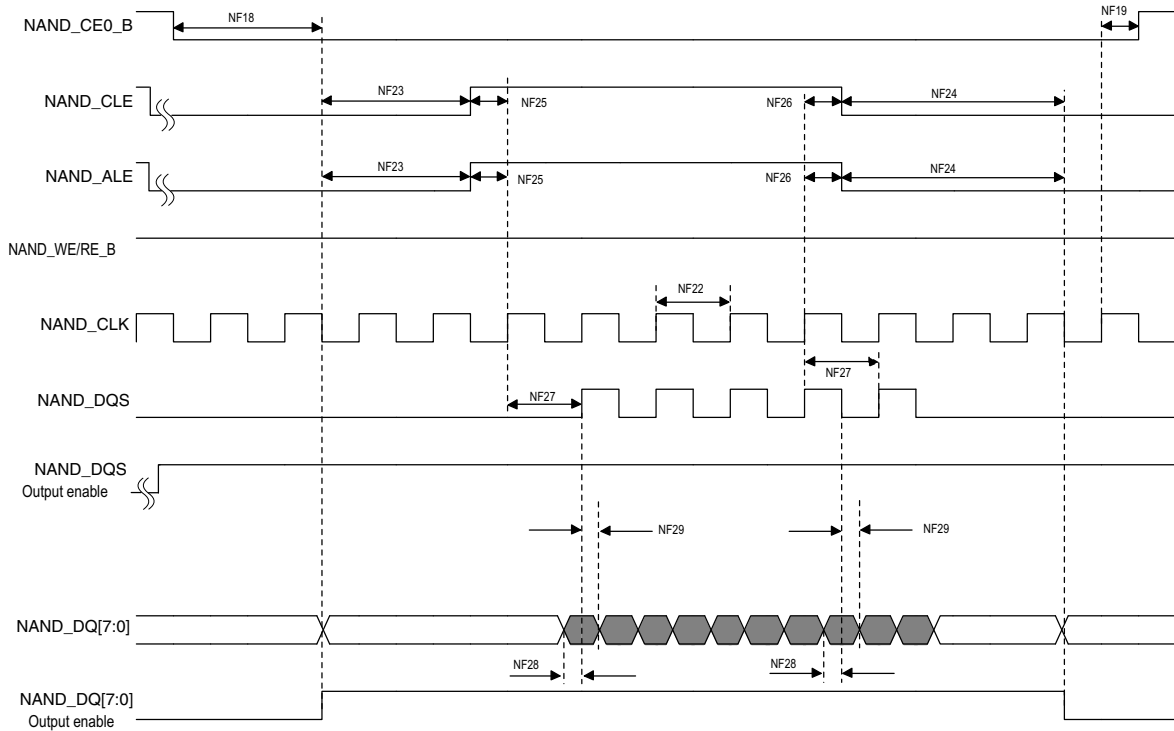 NF18
NF19
NAND_CE0_B
NF23
NF25
NF26
NF24
NAND_CLE
NF23
NF25
NF26
NF24
NAND_ALE
NAND_WE/RE_B
NF22
NAND_CLK
NF27
NF27
NAND_DQS
NAND_DQS
Output enable
NF29
NF29
NAND_DQ[7:0]
NF28
NF28
NAND_DQ[7:0]
Output enable